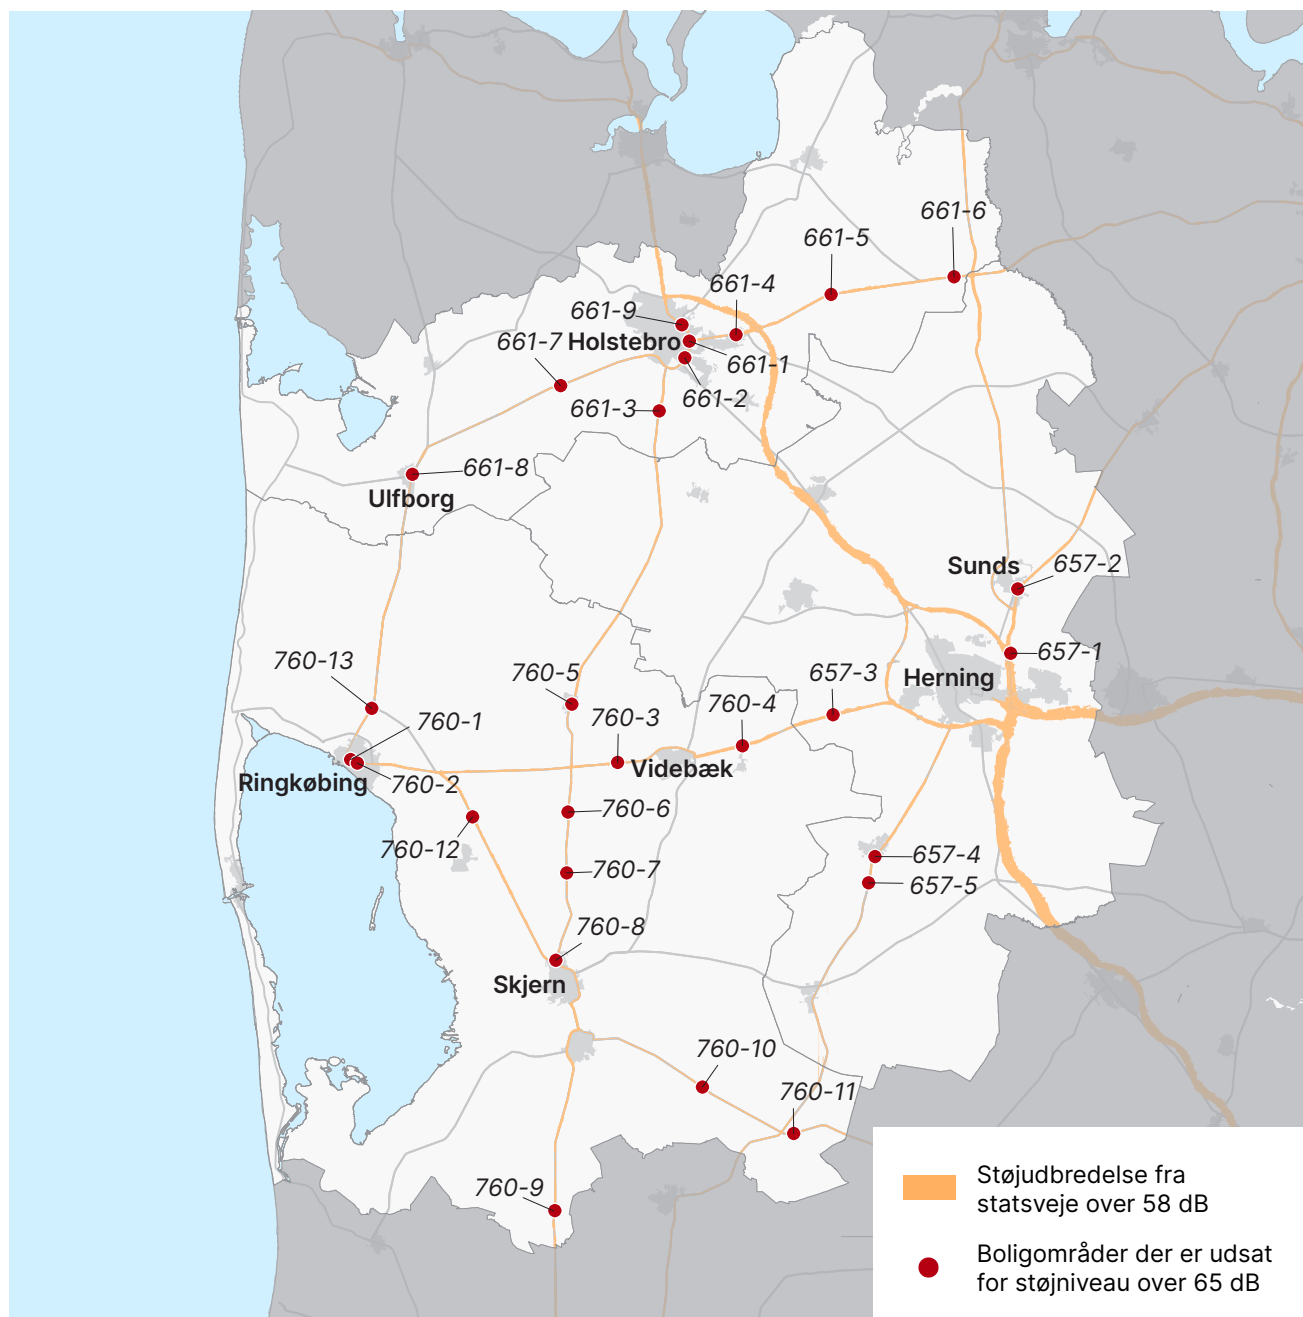 661-6
661-5
661-4
661-9
661-7
Holstebro
661-1
661-2
661-3
661-8
Ulfborg
Sunds
657-2
657-1
760-13
760-5
657-3
Herning
760-4
760-1
760-3
Videbæk
Ringkøbing
760-2
760-6
760-12
657-4
760-7
657-5
760-8
Skjern
760-10
760-11
760-9
Støjudbredelse fra
statsveje over 58 dB
Boligområder der er udsat
for støjniveau over 65 dB